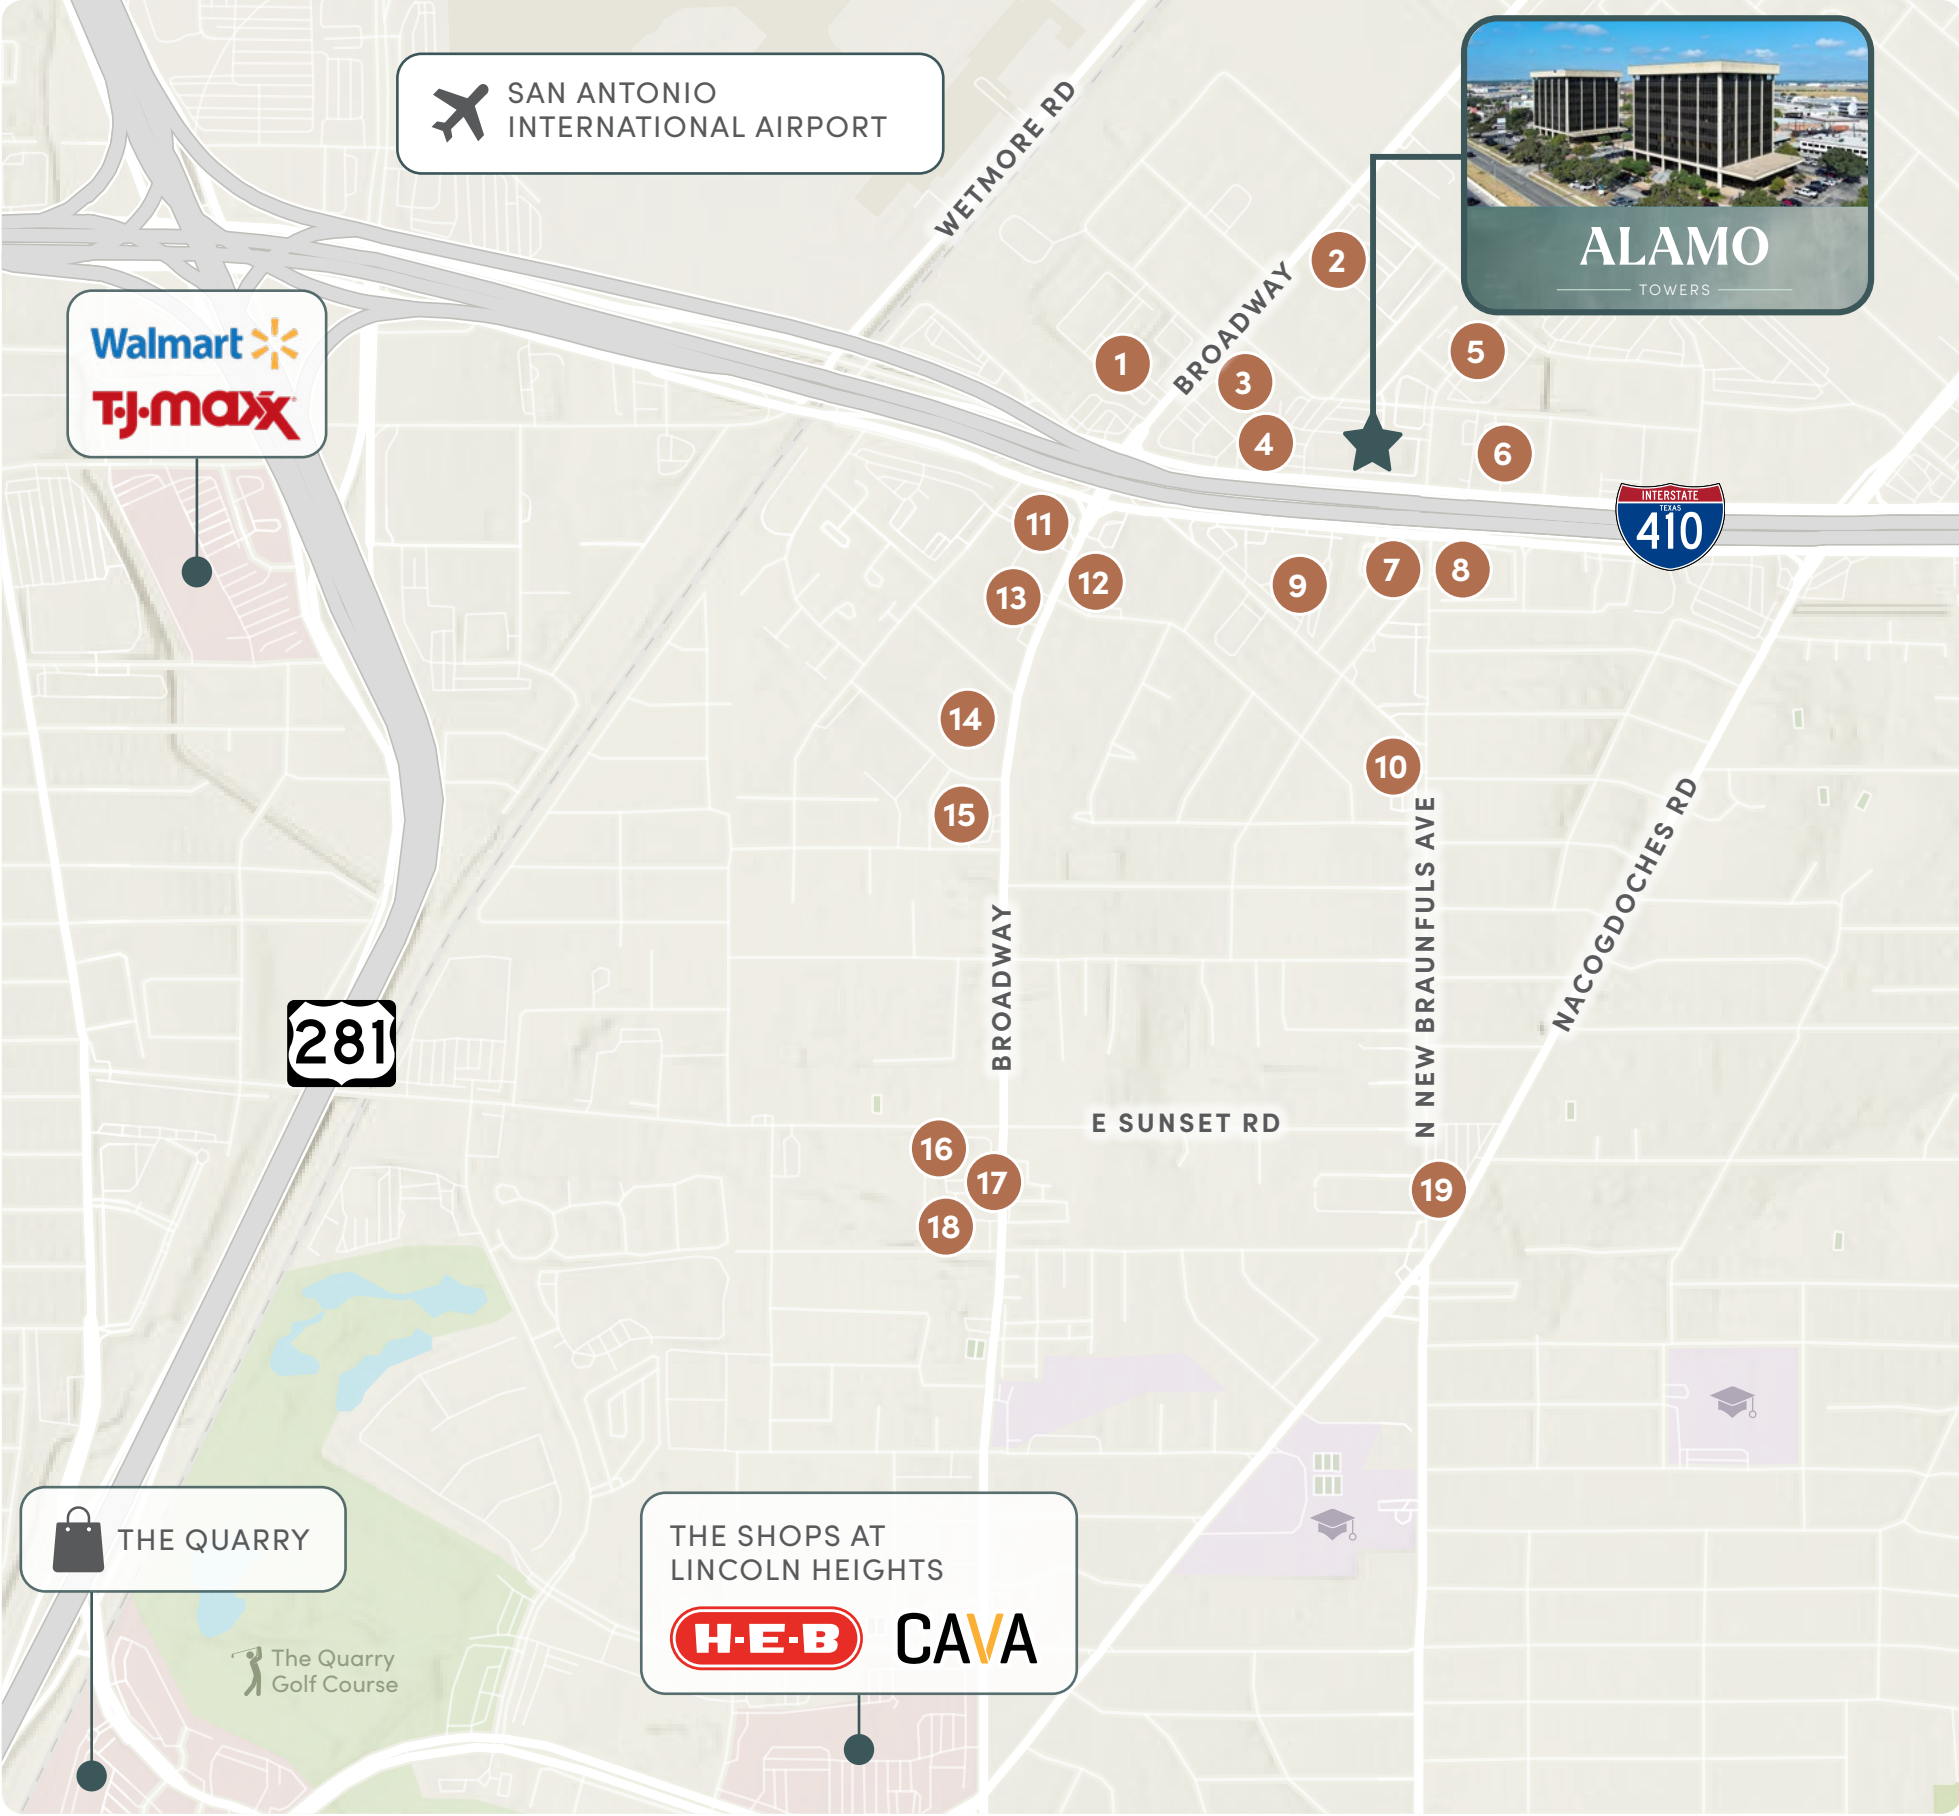 SAN ANTONIO
INTERNATIONAL AIRPORT
WETMORE RD
ALAMO
TOWERS
2
BROADWAY
1
3
5
4
6
Walmart
T·J·maxx
INTERSTATE
TEXAS
410
11
12
13
9
7
8
14
15
10
BROADWAY
N NEW BRAUNFULS AVE
NACOGDOCHES RD
281
E SUNSET RD
16
17
18
19
THE QUARRY
The Quarry
Golf Course
THE SHOPS AT
LINCOLN HEIGHTS
H-E-B CAVA